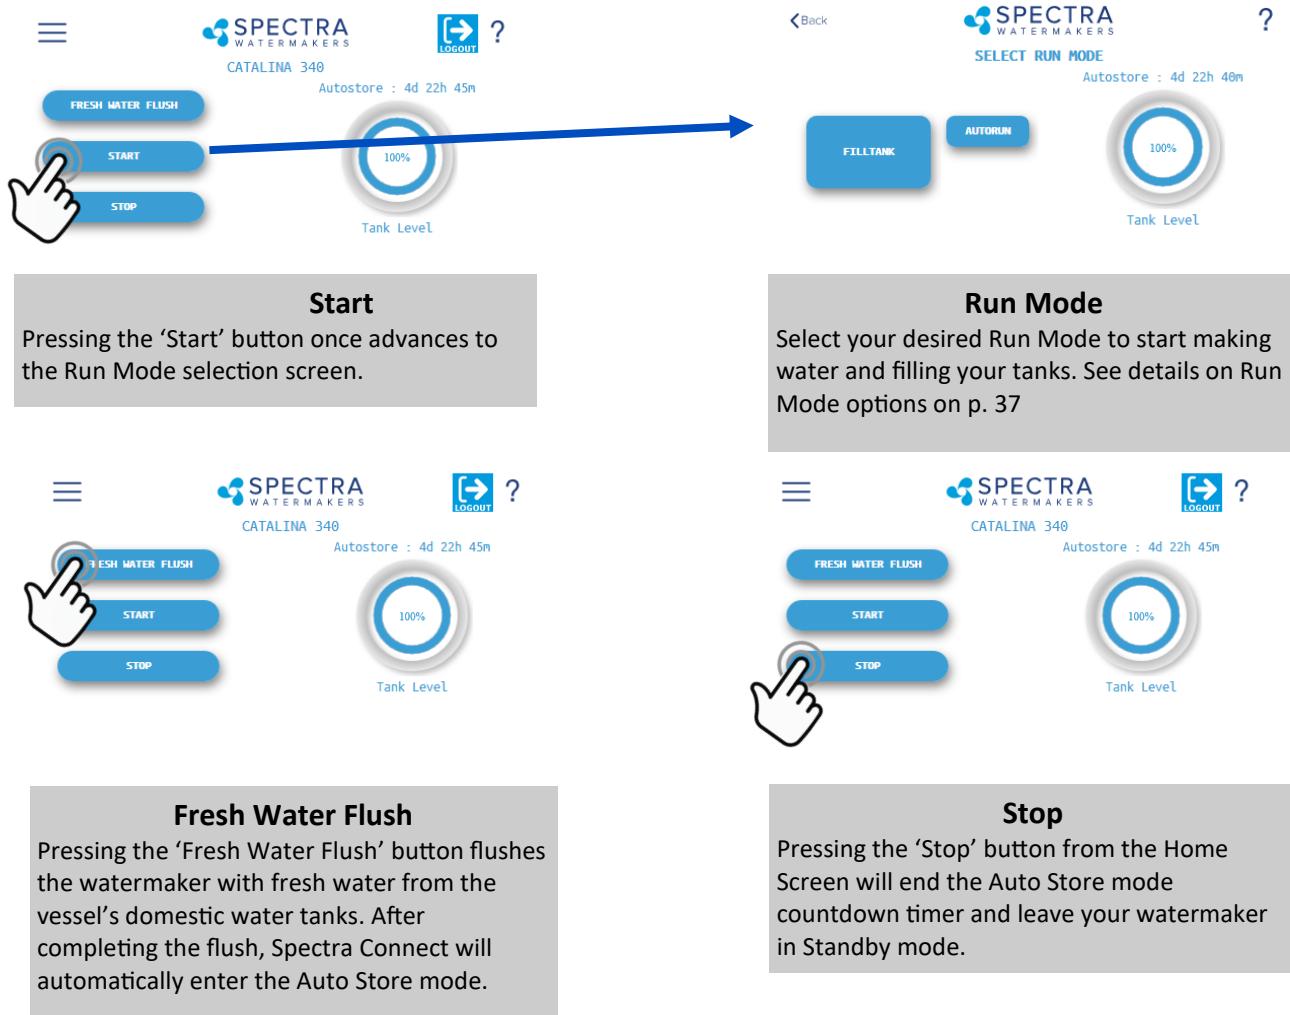 SPECTRA
WATERMAKERS
LOGOUT
?
CATALINA 340
Autostore : 4d 22h 45m
FRESH WATER FLUSH
START
STOP
100%
Tank Level
Back
SPECTRA
WATERMAKERS
?
SELECT RUN MODE
Autostore : 4d 22h 40m
FILLTANK
AUTORUN
100%
Tank Level
Start
Pressing the ‘Start’ button once advances to
the Run Mode selection screen.
Run Mode
Select your desired Run Mode to start making
water and filling your tanks. See details on Run
Mode options on p. 37
SPECTRA
WATERMAKERS
LOGOUT
?
CATALINA 340
Autostore : 4d 22h 45m
ESH WATER FLUSH
START
STOP
100%
Tank Level
SPECTRA
WATERMAKERS
LOGOUT
?
CATALINA 340
Autostore : 4d 22h 45m
FRESH WATER FLUSH
START
STOP
100%
Tank Level
Fresh Water Flush
Pressing the ‘Fresh Water Flush’ button flushes
the watermaker with fresh water from the
vessel’s domestic water tanks. After
completing the flush, Spectra Connect will
automatically enter the Auto Store mode.
Stop
Pressing the ‘Stop’ button from the Home
Screen will end the Auto Store mode
countdown timer and leave your watermaker
in Standby mode.